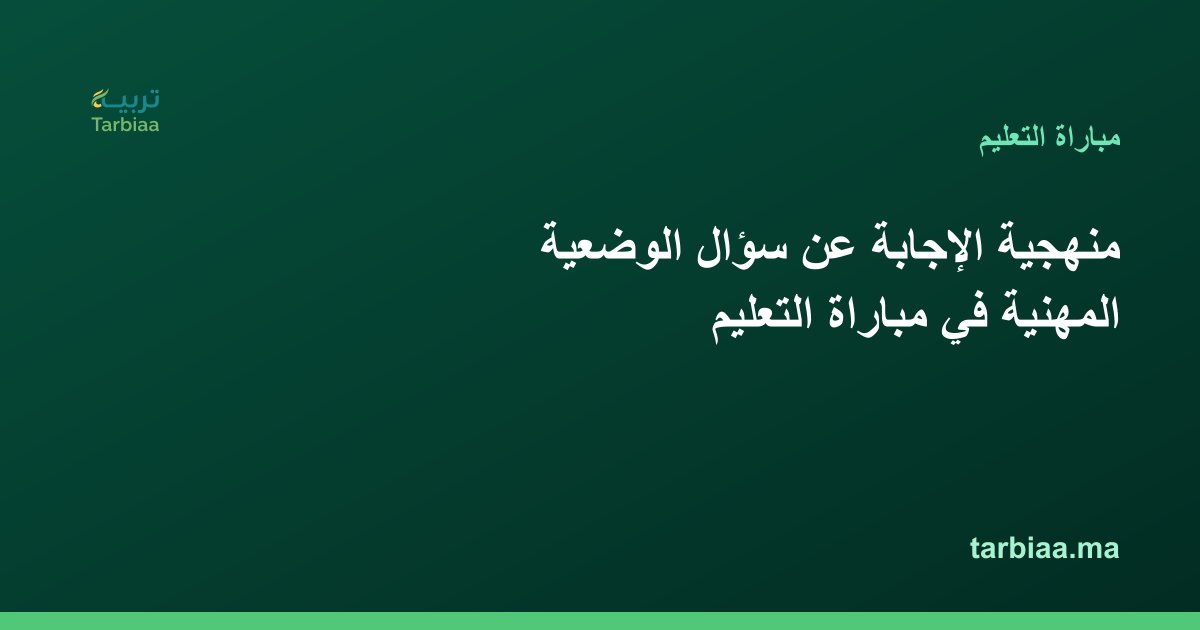 تربية
Tarbiaa
مباراة التعليم
منهجية الإجابة عن سؤال الوضعية
المهنية في مباراة التعليم
tarbiaa.ma